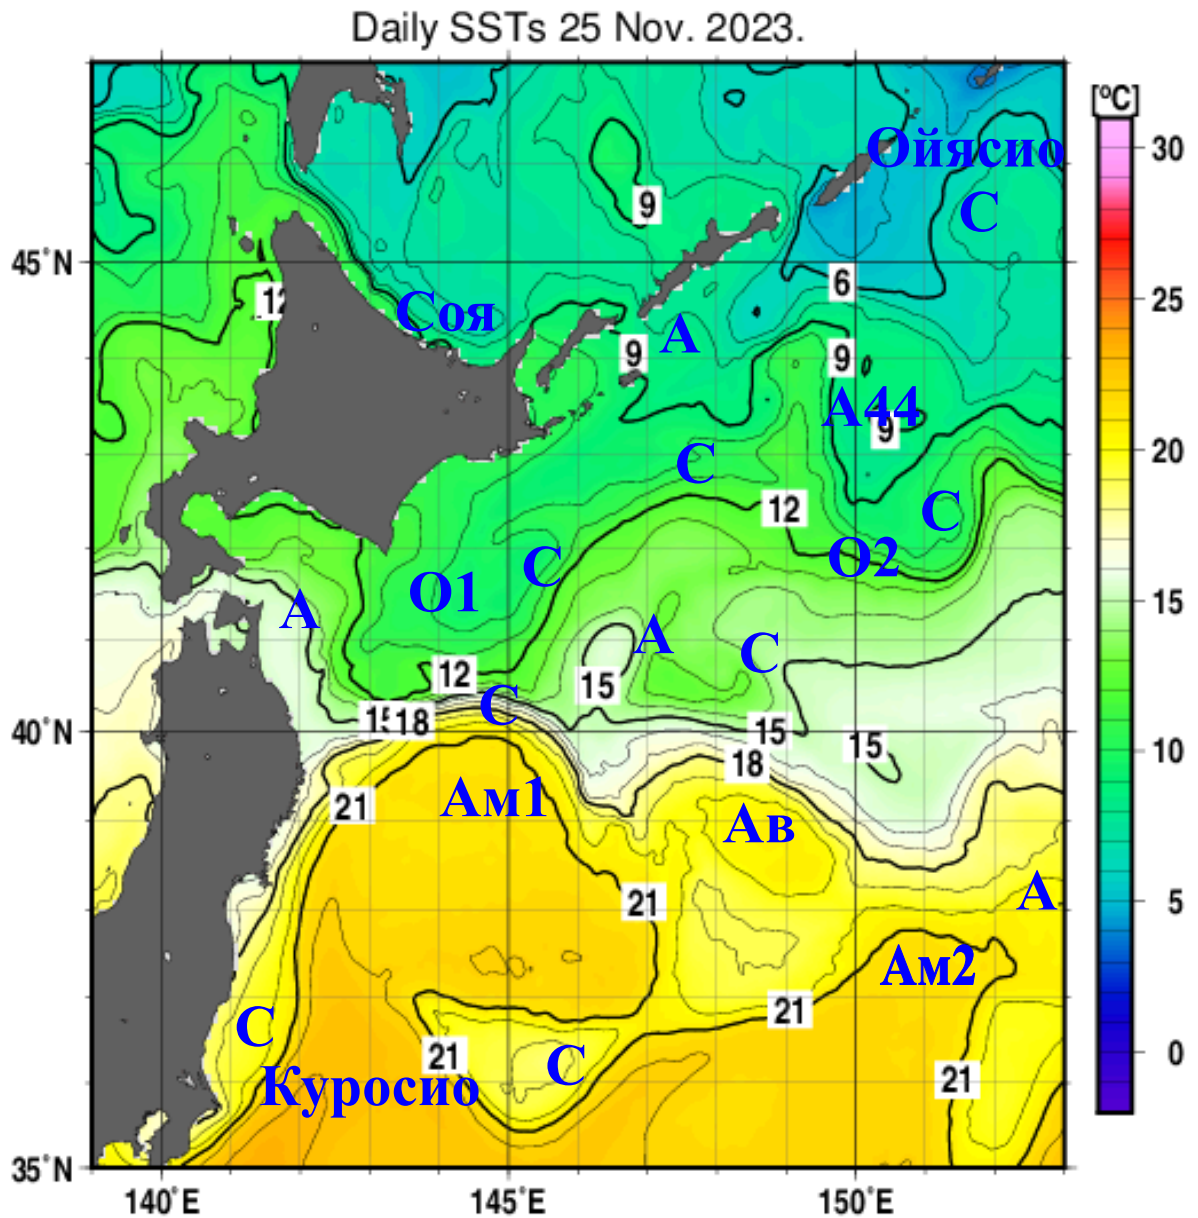 Daily SSTs 25 Nov. 2023.
[°C]
Ойясио
30
9
С
45°N
6
12
Соя
25
А
9
9
А44
9
20
С
12
С
О2
С
О1
15
А
А
С
12
15
С
15 18
40°N
15
15
10
18
21
Ам1
Ав
21
А
5
Ам2
21
С
21
С
0
21
Куросио
35°N
140°E
145°E
150°E